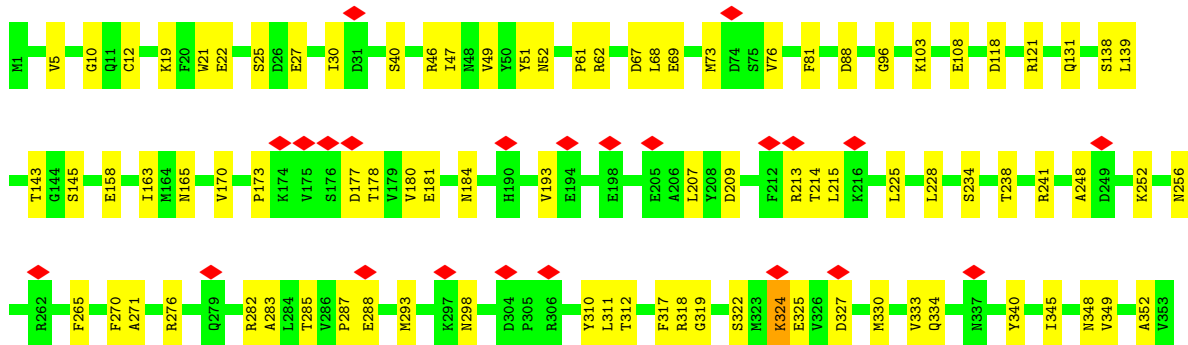 M1 V5 G10 Q11 C12 K19 F20 W21 E22 S25 D26 E27 I30 D31 S40 R46 I47 N48 V49 Y50 Y51 N52 P61 R62 D67 L68 E69 M73 D74 S75 V76 F81 D88 G96 K103 E108 D118 R121 Q131 S138 L139
T143 G144 S145 E158 I163 M164 N165 V170 P173 K174 V175 S176 D177 T178 V179 V180 E181 N184 H190 V193 E194 E198 E205 A206 L207 Y208 D209 F212 R213 T214 L215 K216 L225 L228 S234 T238 R241 A248 D249 K252 N256
R262 F265 F270 A271 R276 Q279 R282 A283 L284 T285 V286 P287 E288 M293 K297 N298 D304 P305 R306 Y310 L311 T312 F317 R318 G319 S322 M323 K324 E325 V326 D327 M330 V333 Q334 N337 Y340 I345 N348 V349 A352 V353